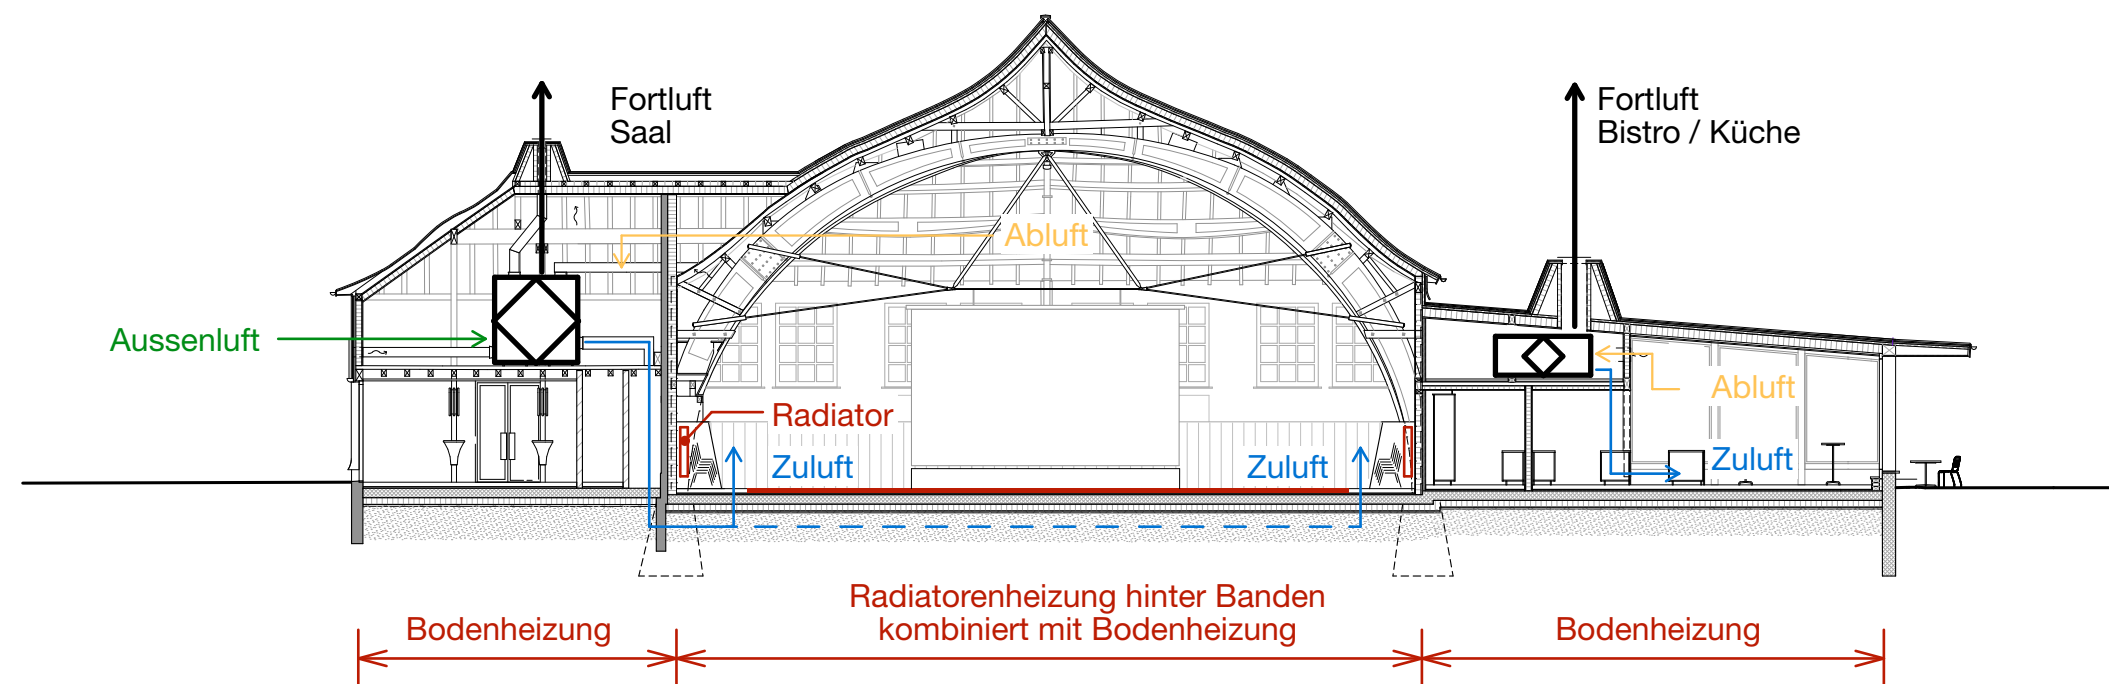 Fortluft
Saal
Fortluft
Bistro / Küche
Abluft
Aussenluft
Abluft
Radiator
Zuluft
Zuluft
Zuluft
Radiatorenheizung hinter Banden
kombiniert mit Bodenheizung
Bodenheizung
Bodenheizung